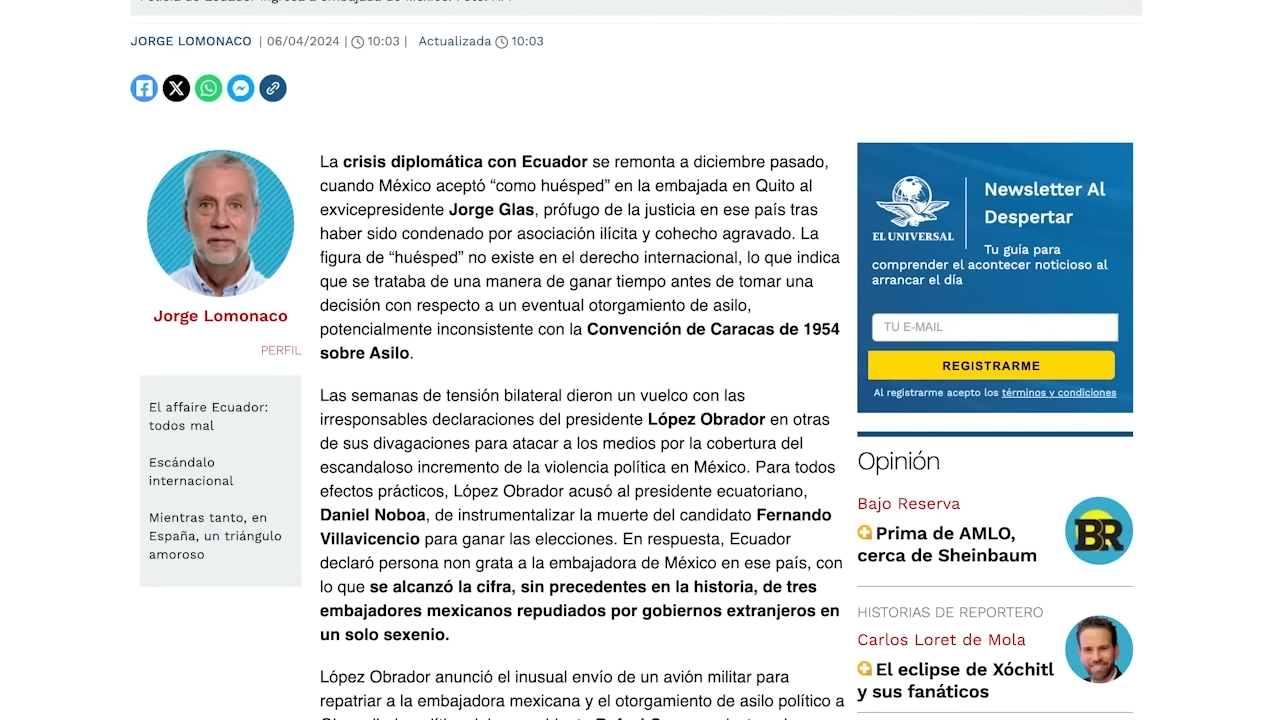 JORGE LOMONACO | 06/04/2024 | 10:03 | Actualizada 10:03
Jorge Lomonaco
PERFIL
El affaire Ecuador:
todos mal
Escándalo
internacional
Mientras tanto, en
España, un triángulo
amoroso
La crisis diplomática con Ecuador se remonta a diciembre pasado,
cuando México aceptó “como huésped” en la embajada en Quito al
exvicepresidente Jorge Glas, prófugo de la justicia en ese país tras
haber sido condenado por asociación ilícita y cohecho agravado. La
figura de “huésped” no existe en el derecho internacional, lo que indica
que se trataba de una manera de ganar tiempo antes de tomar una
decisión con respecto a un eventual otorgamiento de asilo,
potencialmente inconsistente con la Convención de Caracas de 1954
sobre Asilo.
Las semanas de tensión bilateral dieron un vuelco con las
irresponsables declaraciones del presidente López Obrador en otras
de sus divagaciones para atacar a los medios por la cobertura del
escandaloso incremento de la violencia política en México. Para todos
efectos prácticos, López Obrador acusó al presidente ecuatoriano,
Daniel Noboa, de instrumentalizar la muerte del candidato Fernando
Villavicencio para ganar las elecciones. En respuesta, Ecuador
declaró persona non grata a la embajadora de México en ese país, con
lo que se alcanzó la cifra, sin precedentes en la historia, de tres
embajadores mexicanos repudiados por gobiernos extranjeros en
un solo sexenio.
López Obrador anunció el inusual envío de un avión militar para
repatriar a la embajadora mexicana y el otorgamiento de asilo político a
EL UNIVERSAL
Newsletter Al
Despertar
Tu guía para
comprender el acontecer noticioso al
arrancar el día
TU E-MAIL
REGISTRARME
Al registrarme acepto los términos y condiciones
Opinión
Bajo Reserva
Prima de AMLO,
cerca de Sheinbaum
BR
HISTORIAS DE REPORTERO
Carlos Loret de Mola
El eclipse de Xóchitl
y sus fanáticos